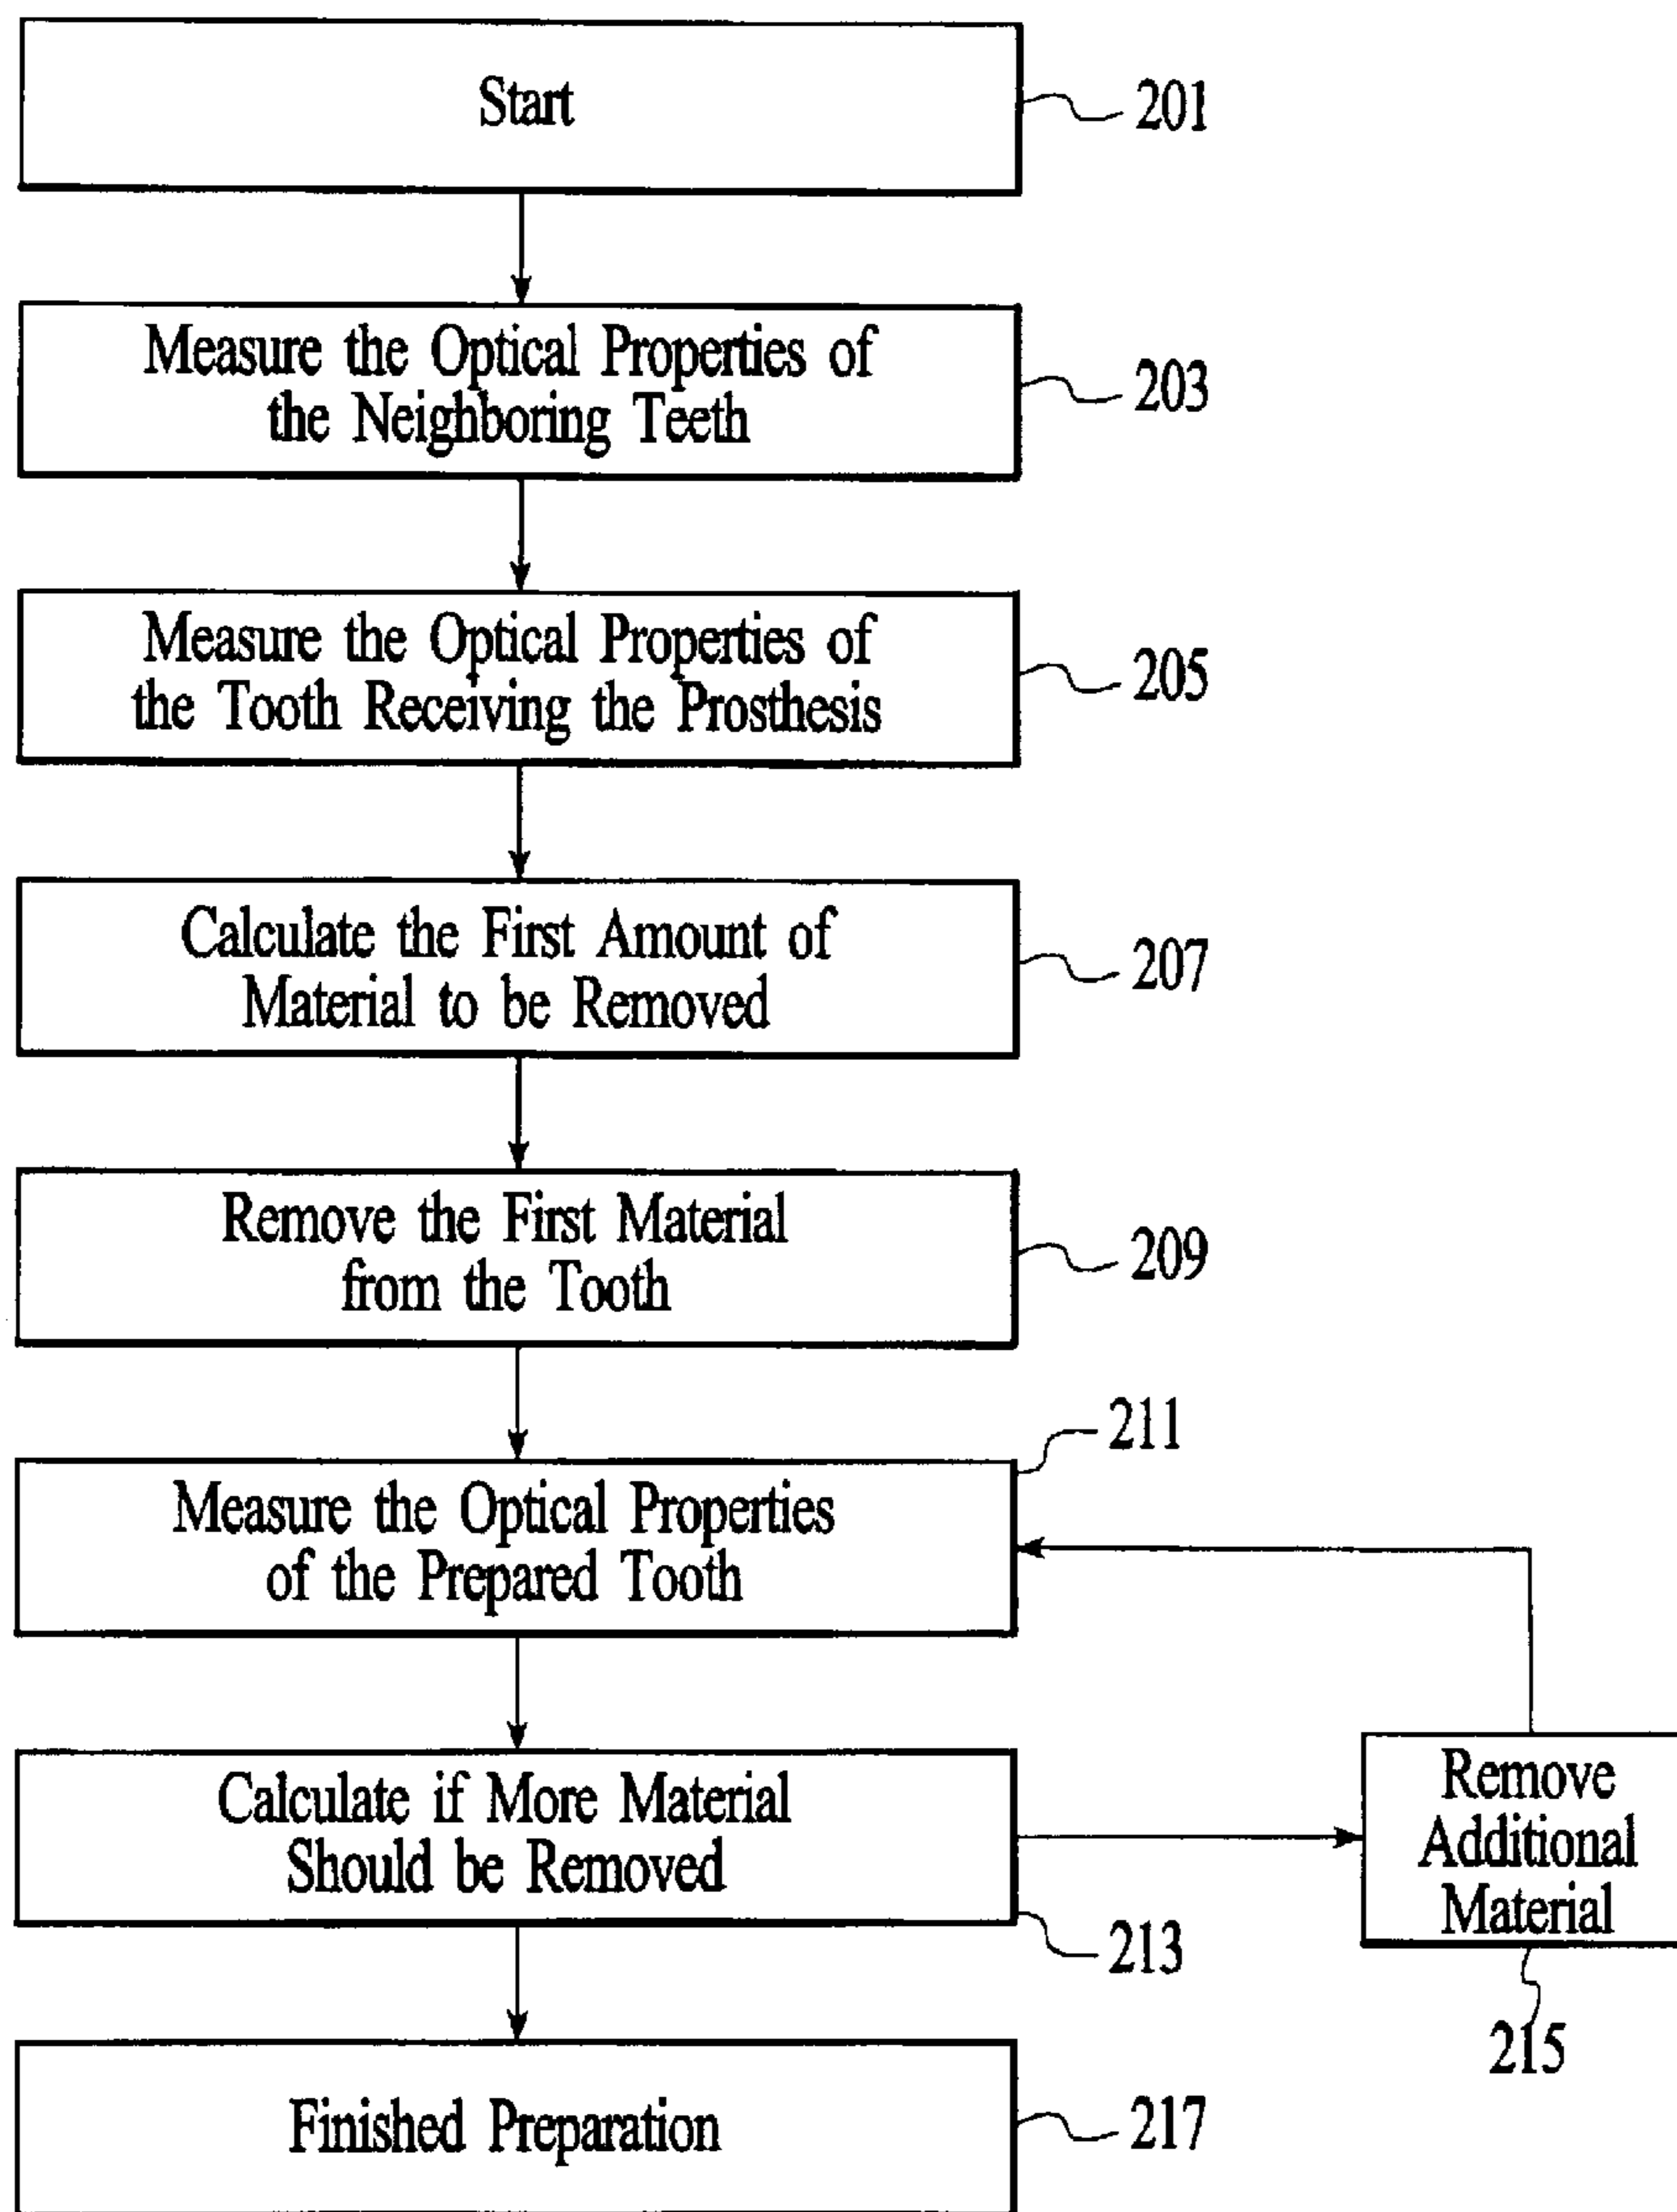 Start
201
Measure the Optical Properties of
the Neighboring Teeth
203
Measure the Optical Properties of
the Tooth Receiving the Prosthesis
205
Calculate the First Amount of
Material to be Removed
207
Remove the First Material
from the Tooth
209
211
Measure the Optical Properties
of the Prepared Tooth
Calculate if More Material
Should be Removed
213
Remove
Additional
Material
215
Finished Preparation
217